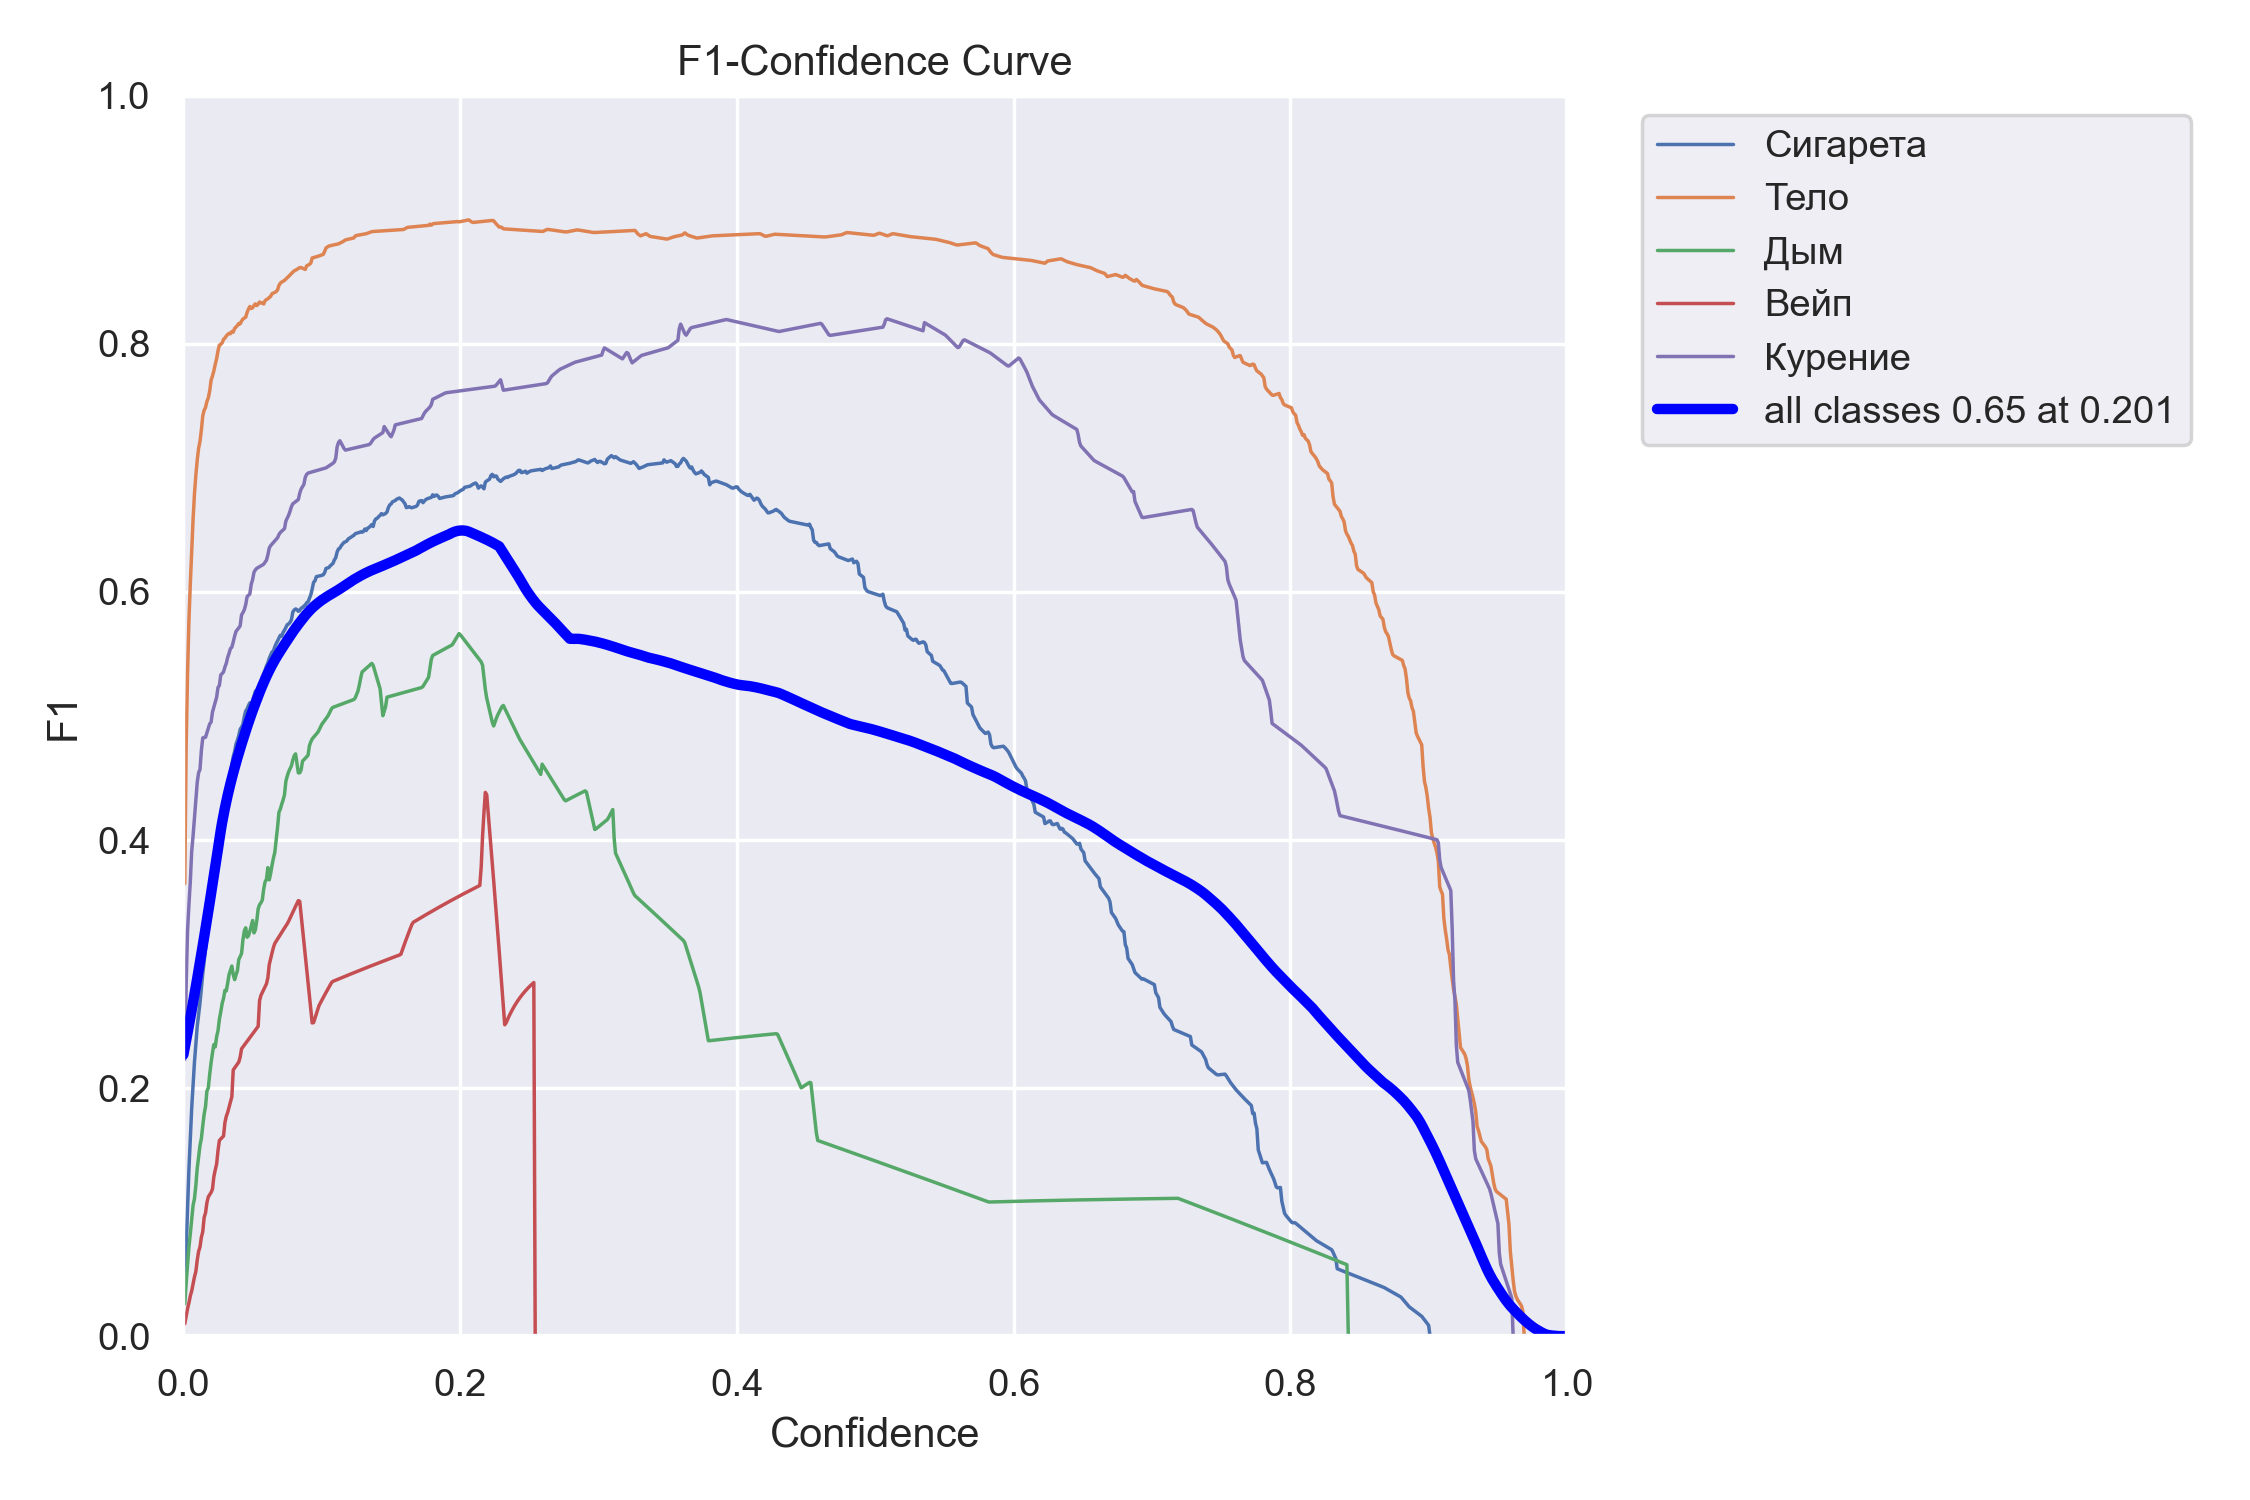 F1-Confidence Curve
1.0
0.8
0.6
0.4
0.2
0.0
F1
0.0 0.2 0.4 0.6 0.8 1.0
Confidence
Сигарета
Тело
Дым
Вейп
Курение
all classes 0.65 at 0.201